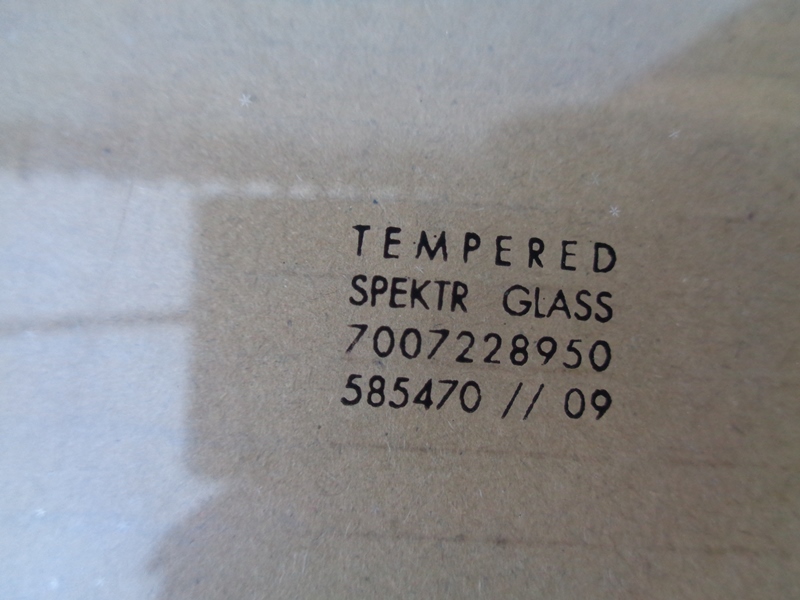 TEMPERED
SPEKTR GLASS
7007228950
585470 // 09